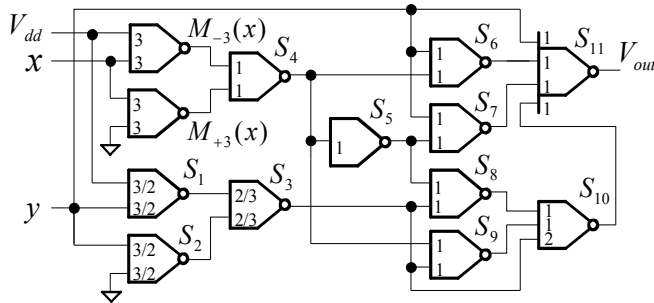 V_dd
x
y
3
3
M_{-3}(x)
3
3
M_{+3}(x)
1
1
S_4
3/2
3/2
S_1
3/2
3/2
S_2
2/3
2/3
S_3
1
S_5
1
1
S_6
1
1
S_7
1
1
S_8
1
1
S_9
1
1
2
S_10
1
1
1
1
S_11
V_out